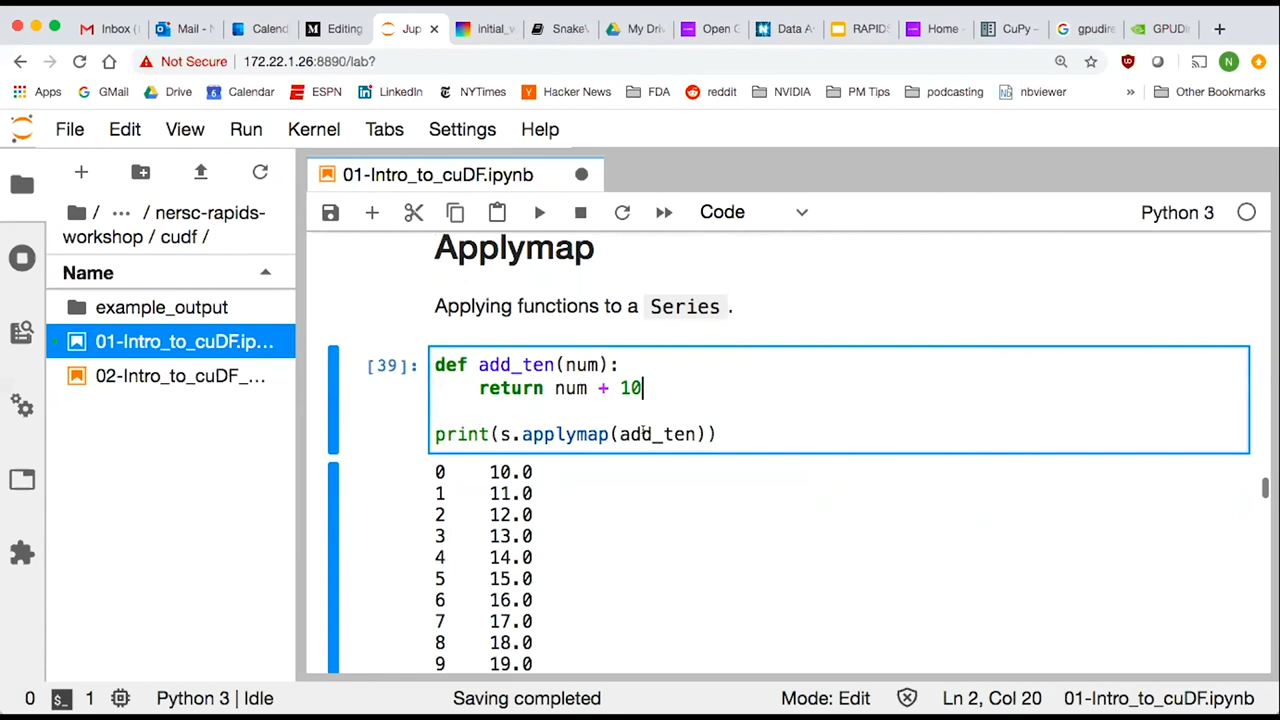 Inbox (
Mail - N
Calend
Editing
Jup
initial_v
SnakeV
My Driv
Open G
Data A
RAPIDS
Home -
CuPy –
gpudire
GPUDI
Not Secure | 172.22.1.26:8890/lab?
N
Apps
GMail
Drive
6 Calendar
ESPN
LinkedIn
NYTimes
Hacker News
FDA
reddit
NVIDIA
PM Tips
podcasting
nbviewer
»
Other Bookmarks
File Edit View Run Kernel Tabs Settings Help
01-Intro_to_cuDF.ipynb
/ ··· / nersc-rapids-
workshop / cudf /
Code
Python 3
Name
example_output
01-Intro_to_cuDF.ip...
02-Intro_to_cuDF_...
Applymap
Applying functions to a Series .
[39]: def add_ten(num):
return num + 10
print(s.applymap(add_ten))
0 10.0
1 11.0
2 12.0
3 13.0
4 14.0
5 15.0
6 16.0
7 17.0
8 18.0
9 19.0
0 $_ 1 Python 3 | Idle Saving completed Mode: Edit Ln 2, Col 20 01-Intro_to_cuDF.ipynb